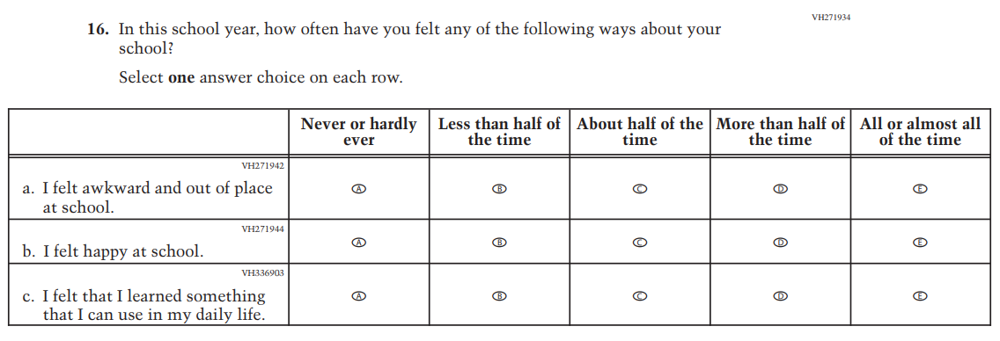 VH271934
16. In this school year, how often have you felt any of the following ways about your
school?
Select one answer choice on each row.
Never or hardly
ever
Less than half of
the time
About half of the
time
More than half of
the time
All or almost all
of the time
VH271942
a. I felt awkward and out of place
at school.
A B C D E
VH271944
b. I felt happy at school.
A B C D E
VH336903
c. I felt that I learned something
that I can use in my daily life.
A B C D E